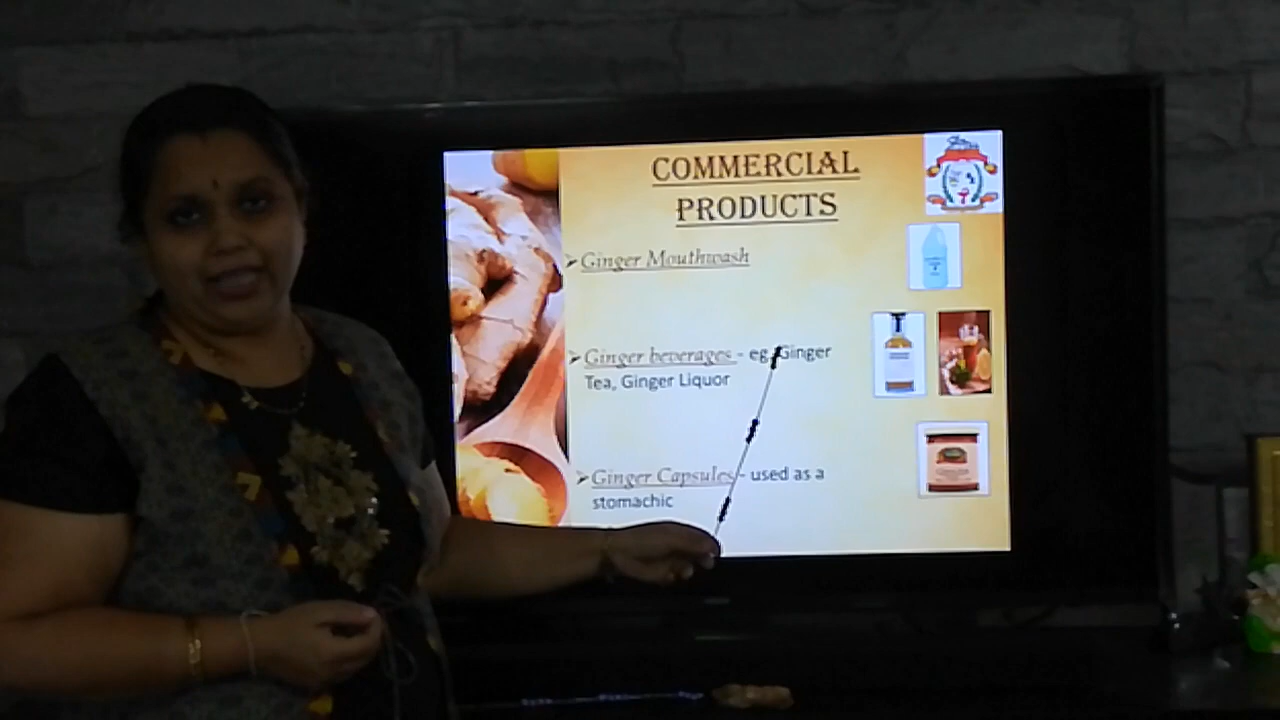 COMMERCIAL
PRODUCTS
➢ Ginger Mouthwash
➢ Ginger beverages - eg. Ginger
Tea, Ginger Liquor
➢ Ginger Capsules - used as a
stomachic